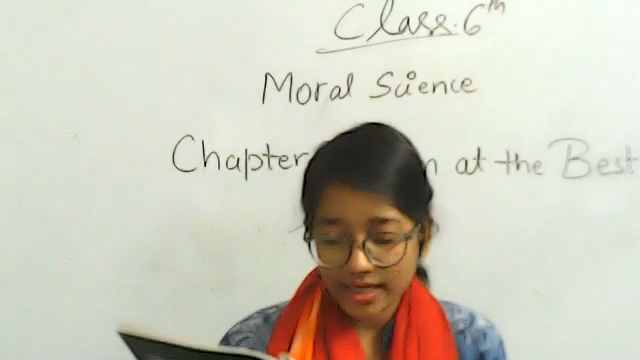 Class. 6th
Moral Science
Chapter at the Best